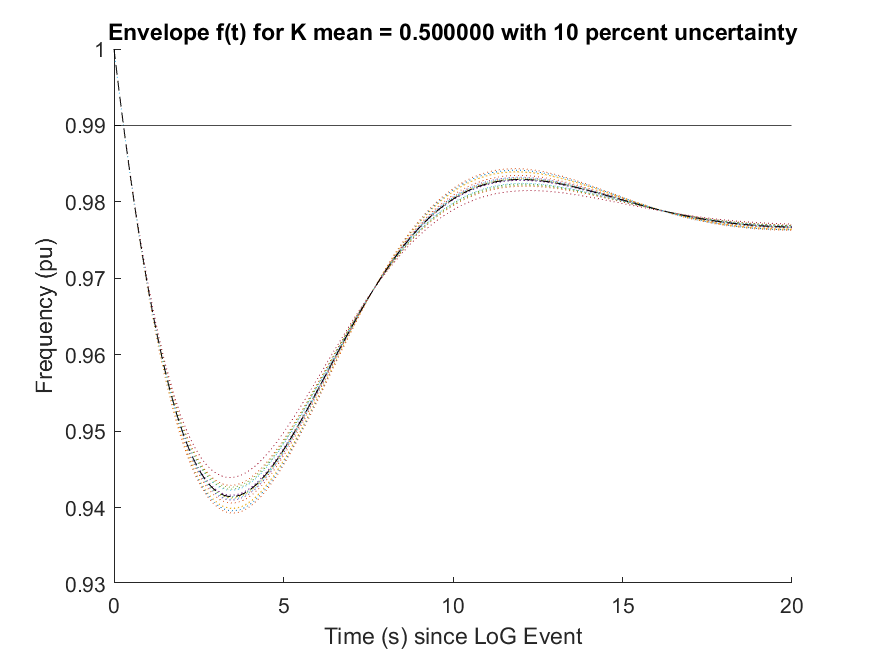 Envelope f(t) for K mean = 0.500000 with 10 percent uncertainty
1
0.99
0.98
0.97
0.96
0.95
0.94
0.93
Frequency (pu)
0 5 10 15 20
Time (s) since LoG Event